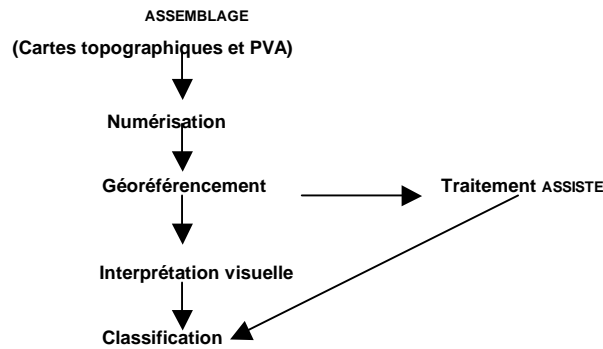 ASSEMBLAGE
(Cartes topographiques et PVA)
Numérisation
Géoréférencement
Traitement ASSISTE
Interprétation visuelle
Classification